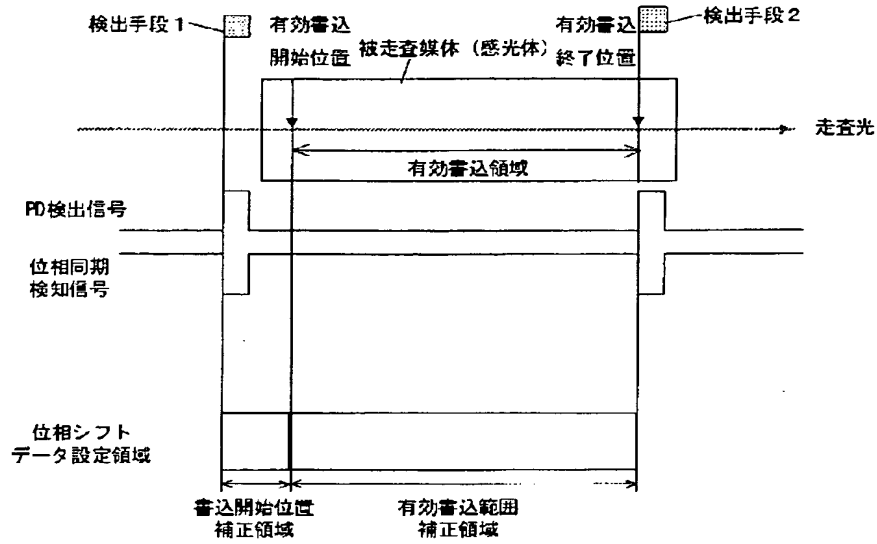 検出手段1
有効書込
開始位置
被走査媒体(感光体)
有効書込
終了位置
検出手段2
走査光
有効書込領域
PD検出信号
位相同期
検知信号
位相シフト
データ設定領域
書込開始位置
補正領域
有効書込範囲
補正領域